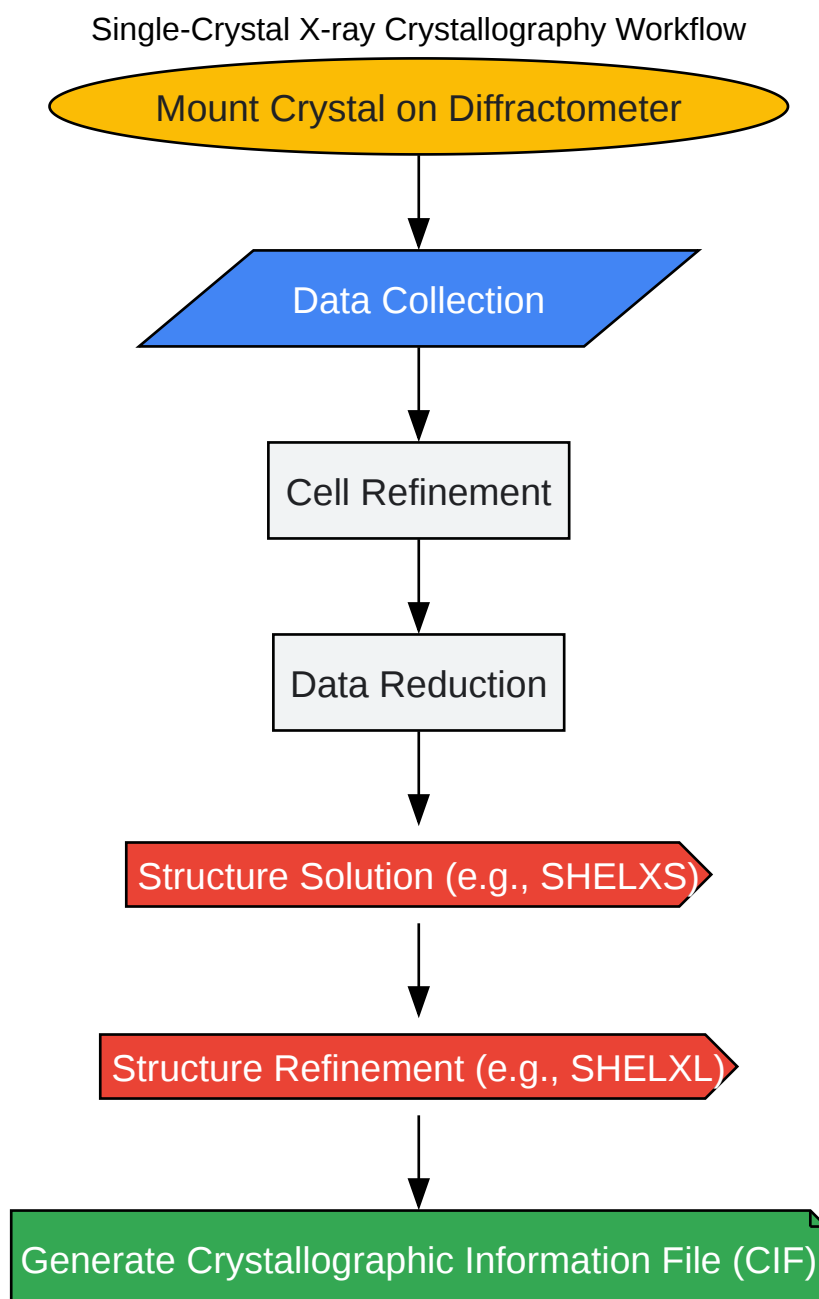 Single-Crystal X-ray Crystallography Workflow
Mount Crystal on Diffractometer
Data Collection
Cell Refinement
Data Reduction
Structure Solution (e.g., SHELXS)
Structure Refinement (e.g., SHELXL)
Generate Crystallographic Information File (CIF)